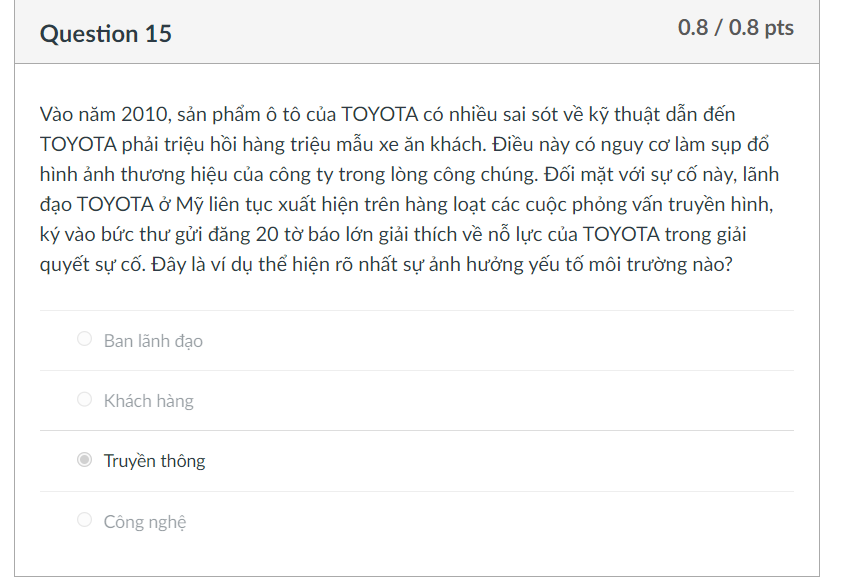 Question 15
0.8 / 0.8 pts
Vào năm 2010, sản phẩm ô tô của TOYOTA có nhiều sai sót về kỹ thuật dẫn đến
TOYOTA phải triệu hồi hàng triệu mẫu xe ăn khách. Điều này có nguy cơ làm sụp đổ
hình ảnh thương hiệu của công ty trong lòng công chúng. Đối mặt với sự cố này, lãnh
đạo TOYOTA ở Mỹ liên tục xuất hiện trên hàng loạt các cuộc phỏng vấn truyền hình,
ký vào bức thư gửi đăng 20 tờ báo lớn giải thích về nỗ lực của TOYOTA trong giải
quyết sự cố. Đây là ví dụ thể hiện rõ nhất sự ảnh hưởng yếu tố môi trường nào?
Ban lãnh đạo
Khách hàng
Truyền thông
Công nghệ